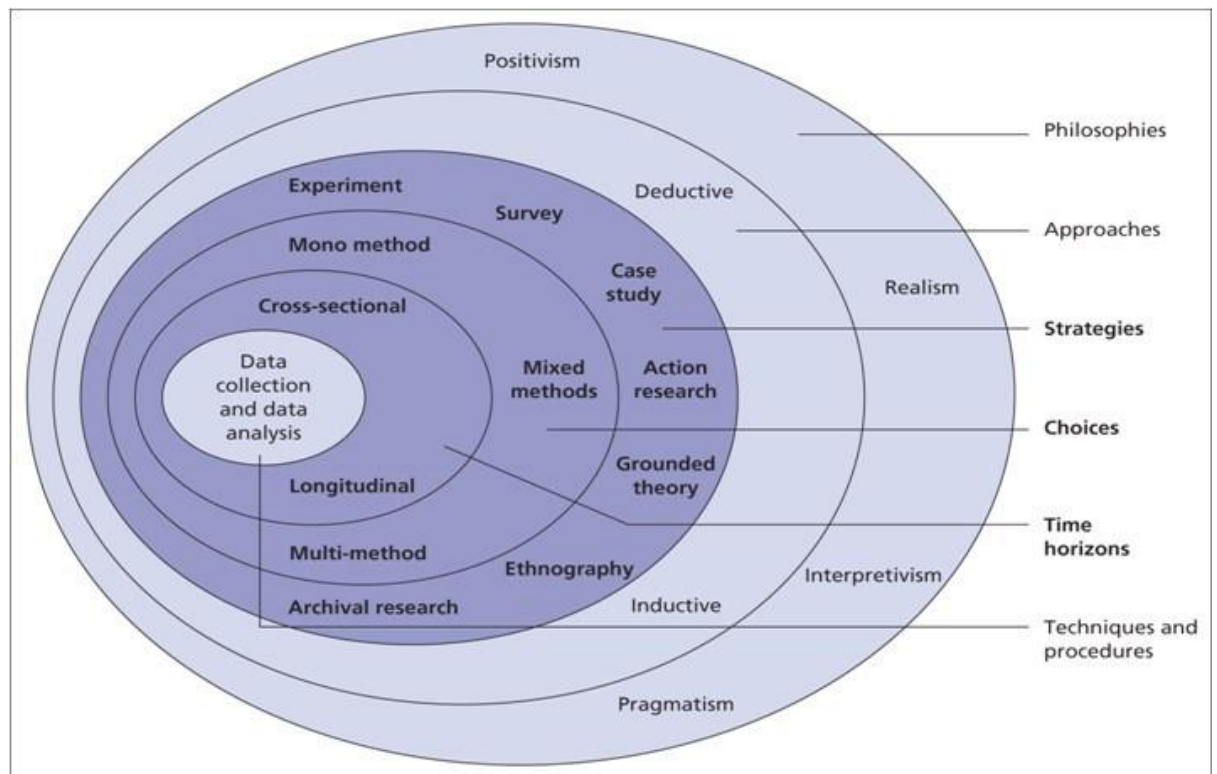 Positivism
Philosophies
Experiment
Deductive
Survey
Approaches
Mono method
Case
study
Realism
Cross-sectional
Strategies
Data
collection
and data
analysis
Mixed
methods
Action
research
Choices
Longitudinal
Grounded
theory
Time
horizons
Multi-method
Ethnography
Interpretivism
Archival research
Inductive
Techniques and
procedures
Pragmatism